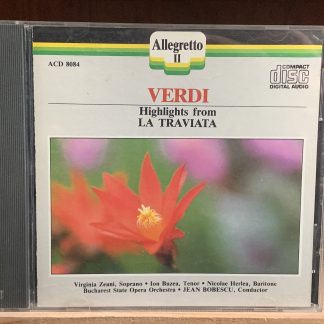 Allegretto
II
ACD 8084
COMPACT
disc
DIGITAL AUDIO
VERDI
Highlights from
LA TRAVIATA
Virginia Zeani, Soprano • Ion Buzea, Tenor • Nicolae Herlea, Baritone
Bucharest State Opera Orchestra • JEAN BOBESCU, Conductor